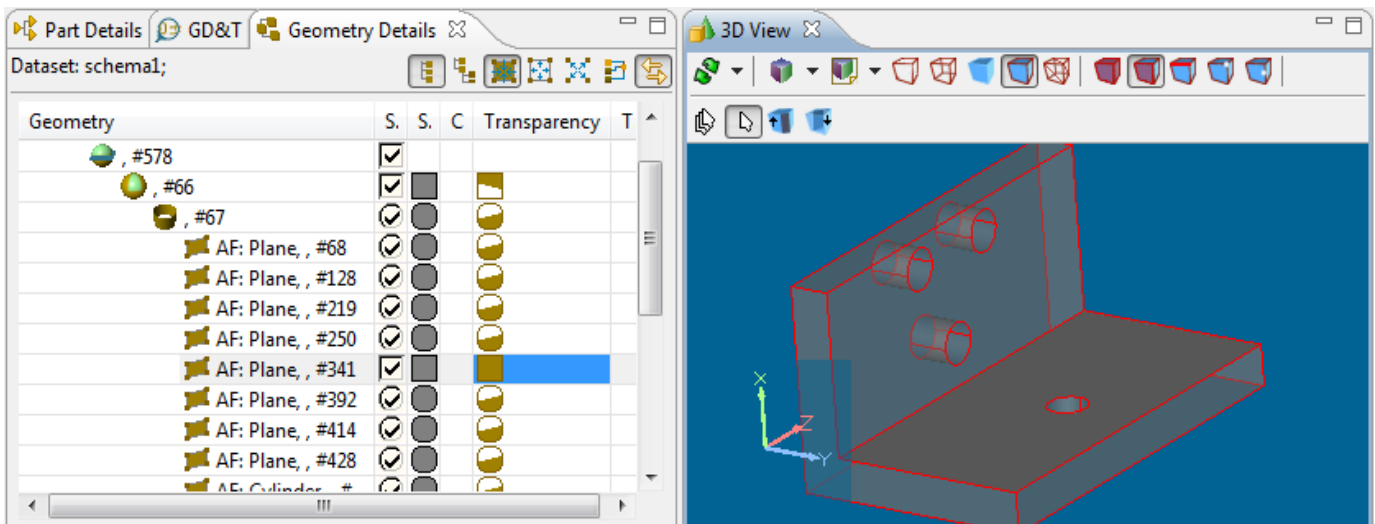 Part Details GD&T Geometry Details
Dataset: schema1;
Geometry S. S. C Transparency T
, #578
, #66
, #67
AF: Plane, , #68
AF: Plane, , #128
AF: Plane, , #219
AF: Plane, , #250
AF: Plane, , #341
AF: Plane, , #392
AF: Plane, , #414
AF: Plane, , #428
AF: Cylinder, , #
3D View
X
Z
Y